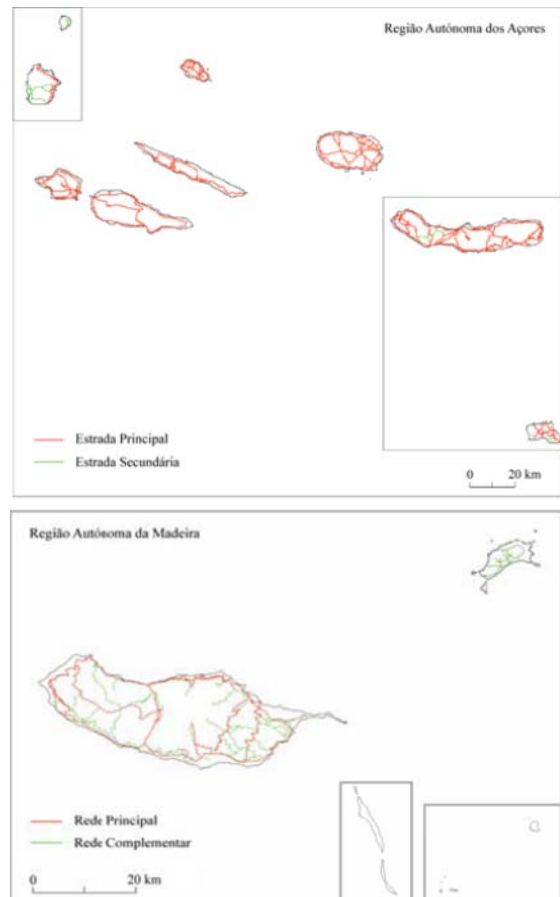 Região Autónoma dos Açores
Estrada Principal
Estrada Secundária
0 20 km
Região Autónoma da Madeira
Rede Principal
Rede Complementar
0 20 km